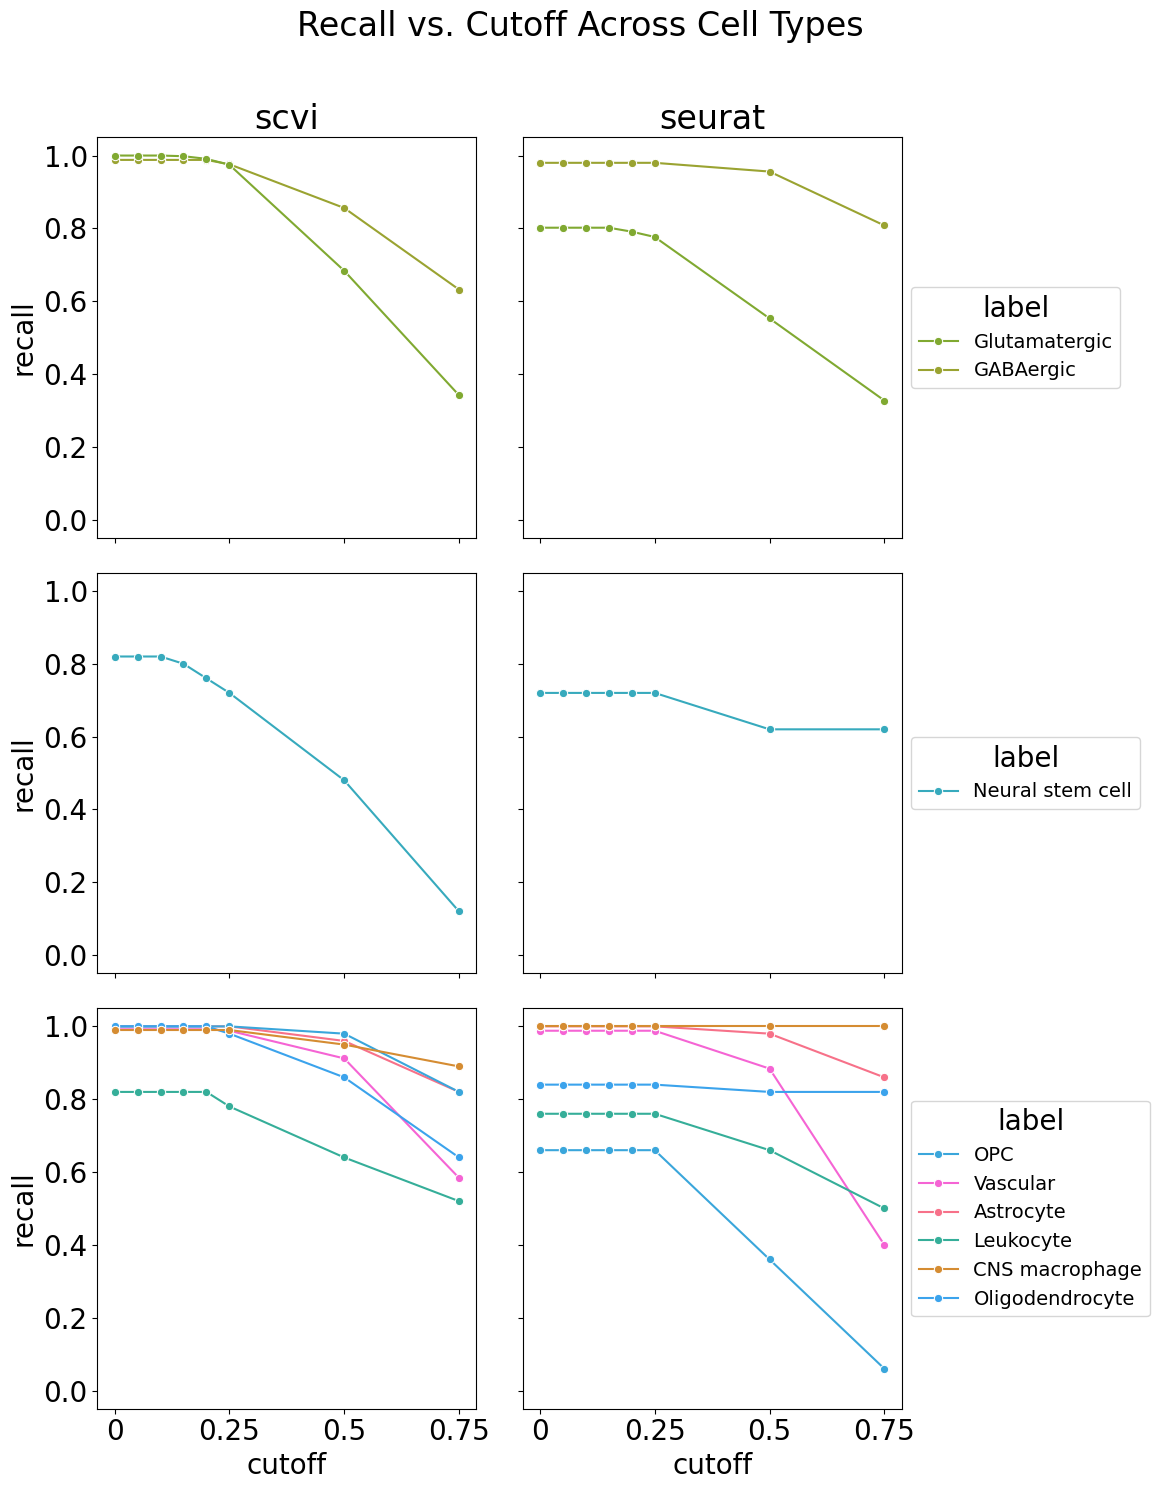 Recall vs. Cutoff Across Cell Types
scvi
seurat
1.0
0.8
0.6
0.4
0.2
0.0
recall
label
Glutamatergic
GABAergic
1.0
0.8
0.6
0.4
0.2
0.0
recall
label
Neural stem cell
1.0
0.8
0.6
0.4
0.2
0.0
recall
label
OPC
Vascular
Astrocyte
Leukocyte
CNS macrophage
Oligodendrocyte
0 0.25 0.5 0.75
cutoff
0 0.25 0.5 0.75
cutoff